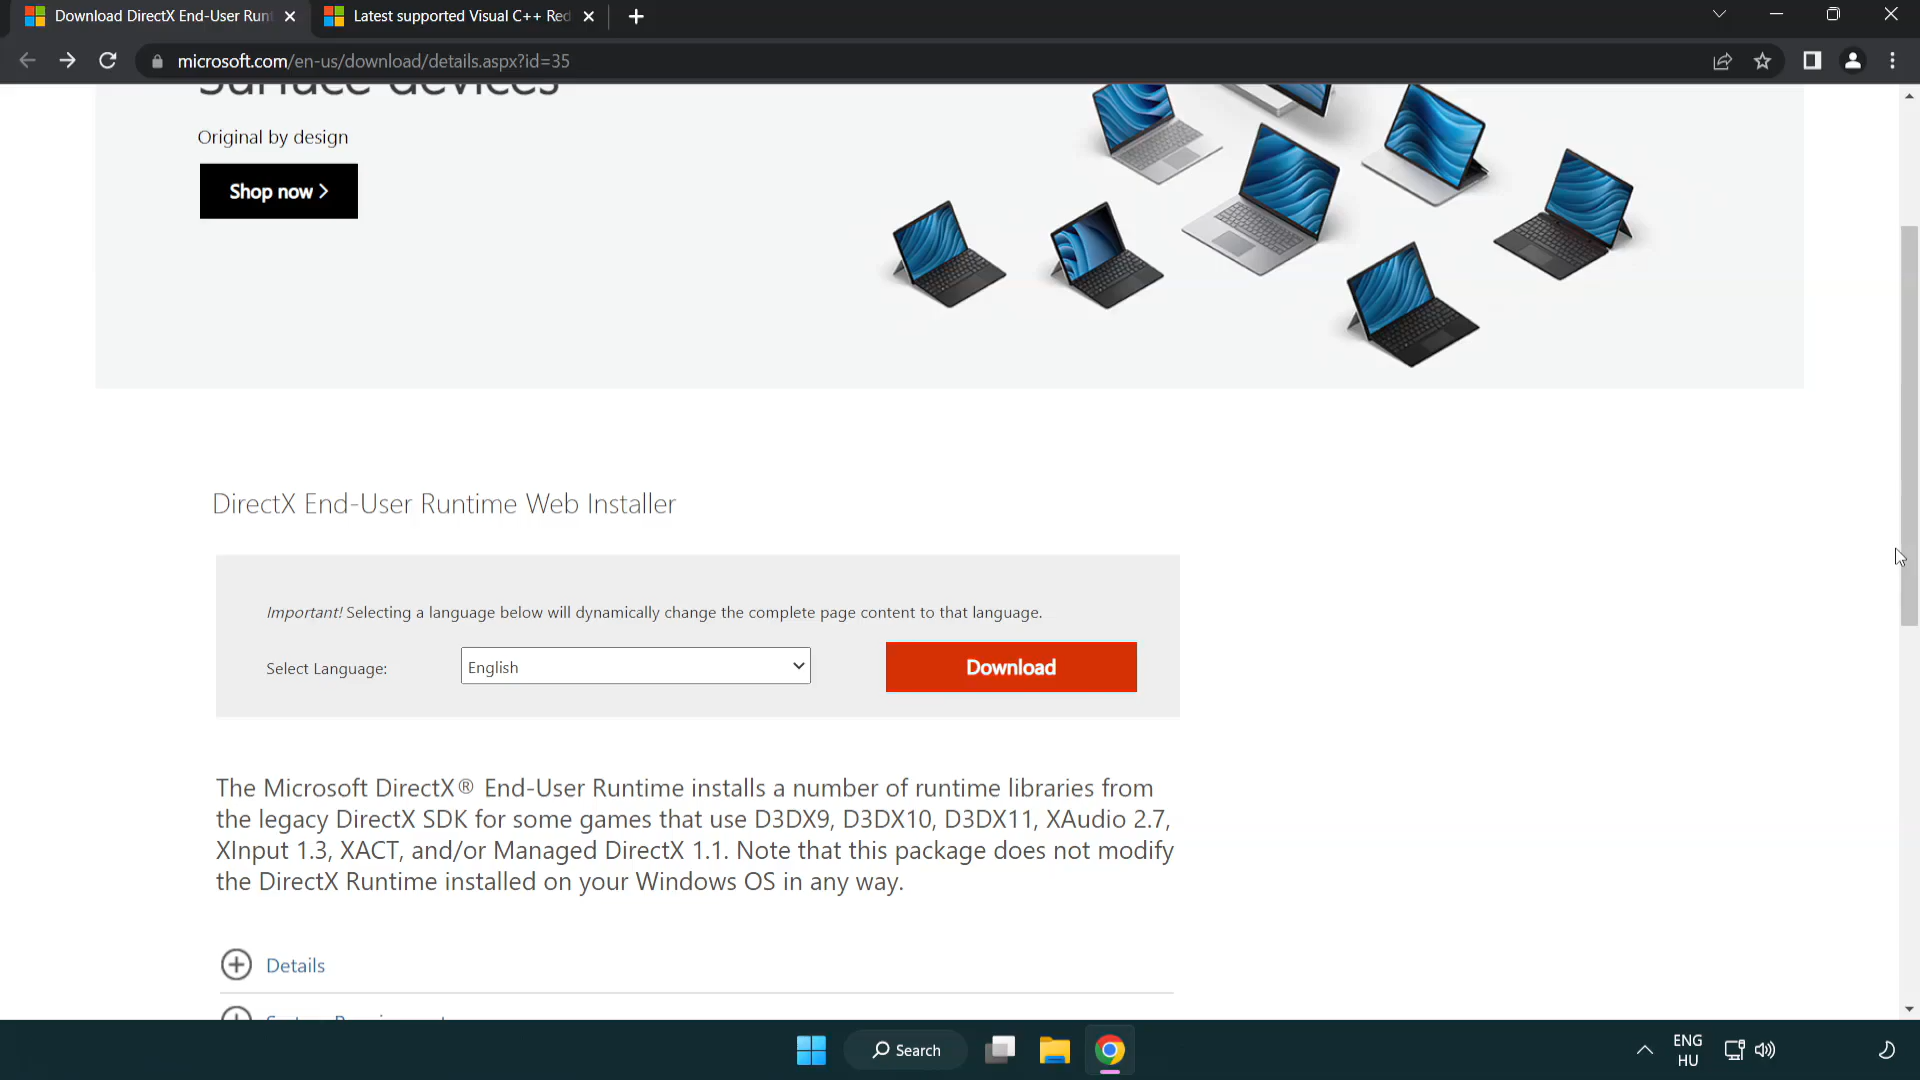 Download DirectX End-User Runt
Latest supported Visual C++ Red
microsoft.com/en-us/download/details.aspx?id=35
Surface devices
Original by design
Shop now
DirectX End-User Runtime Web Installer
Important! Selecting a language below will dynamically change the complete page content to that language.
Select Language:
English
Download
The Microsoft DirectX® End-User Runtime installs a number of runtime libraries from
the legacy DirectX SDK for some games that use D3DX9, D3DX10, D3DX11, XAudio 2.7,
XInput 1.3, XACT, and/or Managed DirectX 1.1. Note that this package does not modify
the DirectX Runtime installed on your Windows OS in any way.
Details
System Requirements
Search
ENG
HU